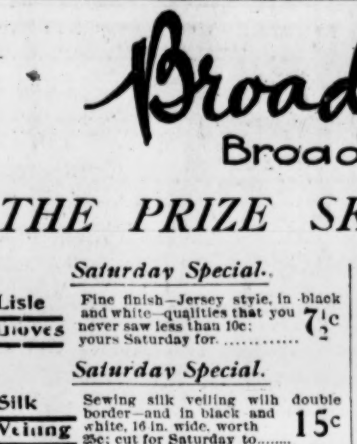 Broad
Broad
THE PRIZE
Saturday Special.
Lisle Gloves
Fine finish—Jersey style, in black
and white—qualities that you
never saw less than 10c;
yours Saturday for............ 7½c
Saturday Special.
Silk Veiling
Sewing silk veiling with double
border—and in black and
white, 16 in. wide, worth
25c; cut for Saturday to........ 15c